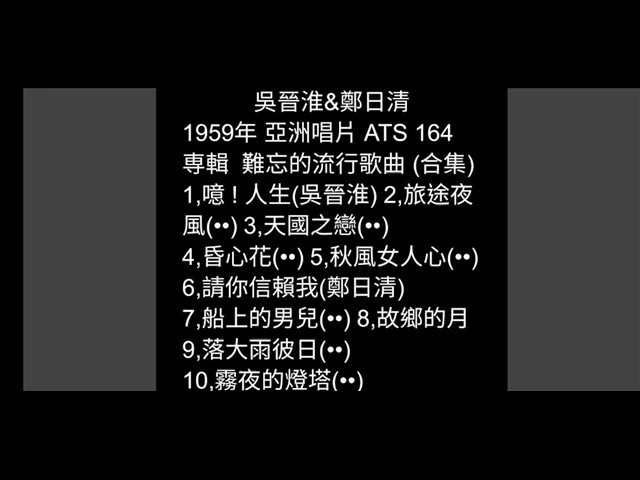 吳晉淮&鄭日清
1959年 亞洲唱片 ATS 164
專輯 難忘的流行歌曲 (合集)
1,噫 ! 人生(吳晉淮) 2,旅途夜
風(••) 3,天國之戀(••)
4,昏心花(••) 5,秋風女人心(••)
6,請你信賴我(鄭日清)
7,船上的男兒(••) 8,故鄉的月
9,落大雨彼日(••)
10,霧夜的燈塔(••)